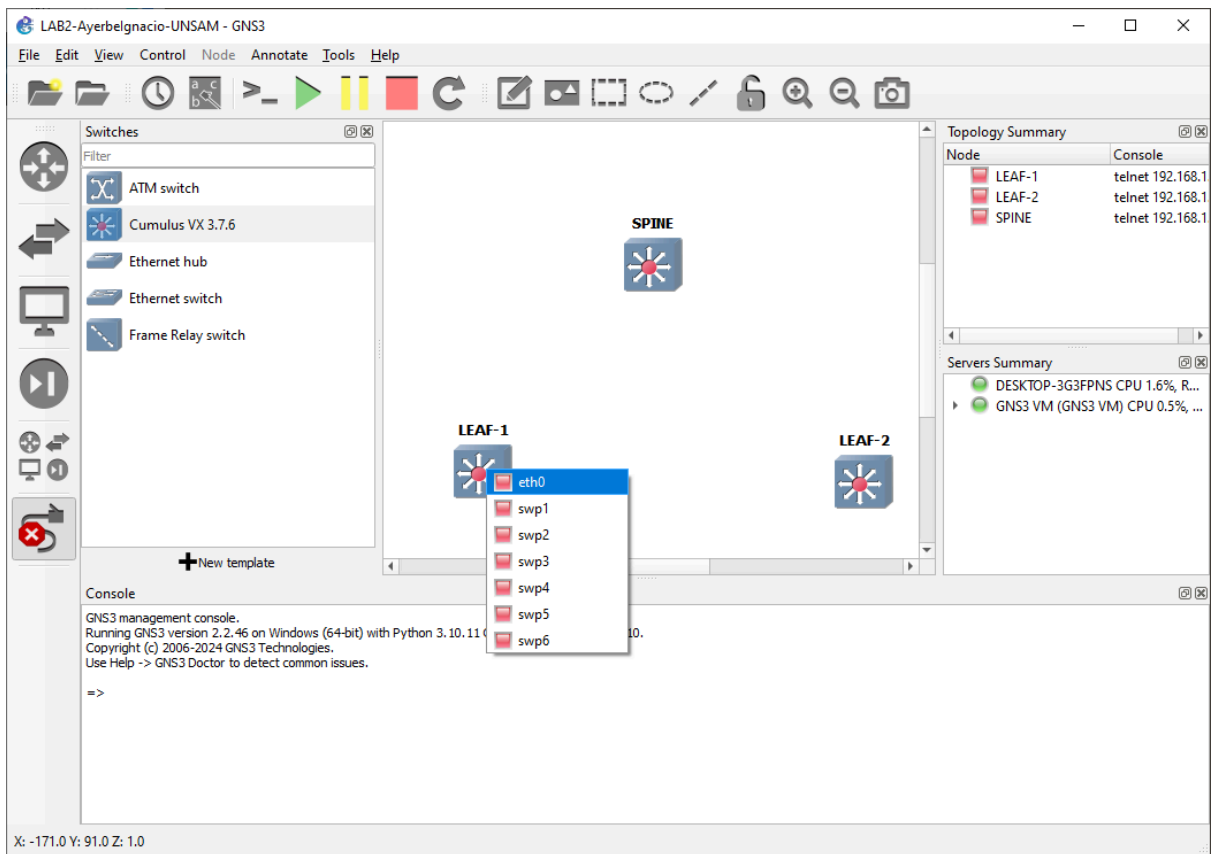 LAB2-AyerbeIgnacio-UNSAM - GNS3
File Edit View Control Node Annotate Tools Help
Switches
Filter
ATM switch
Cumulus VX 3.7.6
Ethernet hub
Ethernet switch
Frame Relay switch
New template
SPINE
LEAF-1
LEAF-2
eth0
swp1
swp2
swp3
swp4
swp5
swp6
Topology Summary
Node Console
LEAF-1 telnet 192.168.1
LEAF-2 telnet 192.168.1
SPINE telnet 192.168.1
Servers Summary
DESKTOP-3G3FPNS CPU 1.6%, R...
GNS3 VM (GNS3 VM) CPU 0.5%, ...
Console
GNS3 management console.
Running GNS3 version 2.2.46 on Windows (64-bit) with Python 3.10.11 10.
Copyright (c) 2006-2024 GNS3 Technologies.
Use Help -> GNS3 Doctor to detect common issues.
=>
X: -171.0 Y: 91.0 Z: 1.0